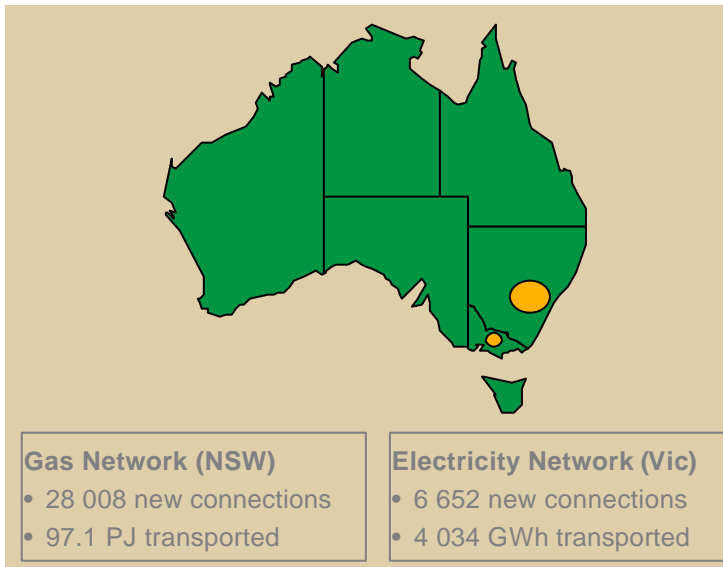 Gas Network (NSW)
• 28 008 new connections
• 97.1 PJ transported
Electricity Network (Vic)
• 6 652 new connections
• 4 034 GWh transported